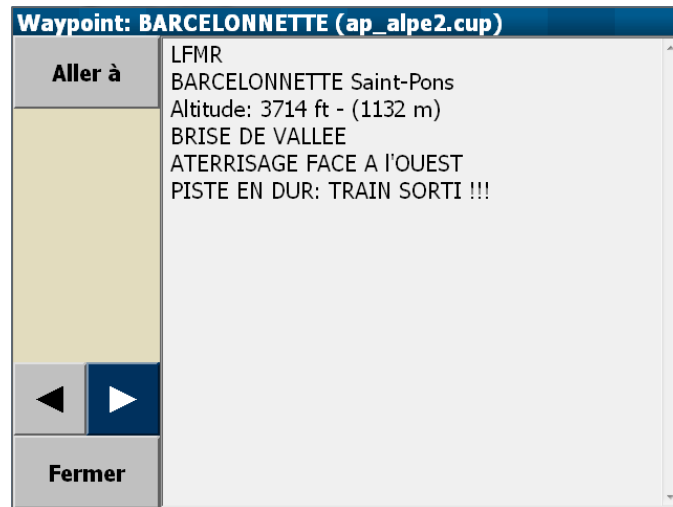 Waypoint: BARCELONNETTE (ap_alpe2.cup)
Aller à
LFMR
BARCELONNETTE Saint-Pons
Altitude: 3714 ft - (1132 m)
BRISE DE VALLEE
ATERRISAGE FACE A l'OUEST
PISTE EN DUR: TRAIN SORTI !!!
Fermer